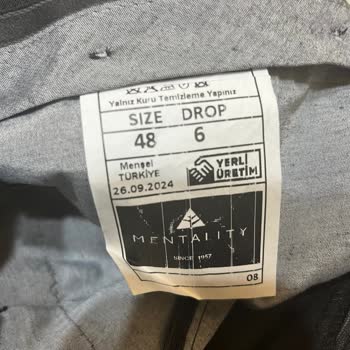 Yalnız Kuru Temizleme Yapınız
SIZE DROP
48 6
Menşei
TÜRKİYE
26.09.2024
YERLİ
ÜRETİM
MENTALITY
SINCE 1957
08